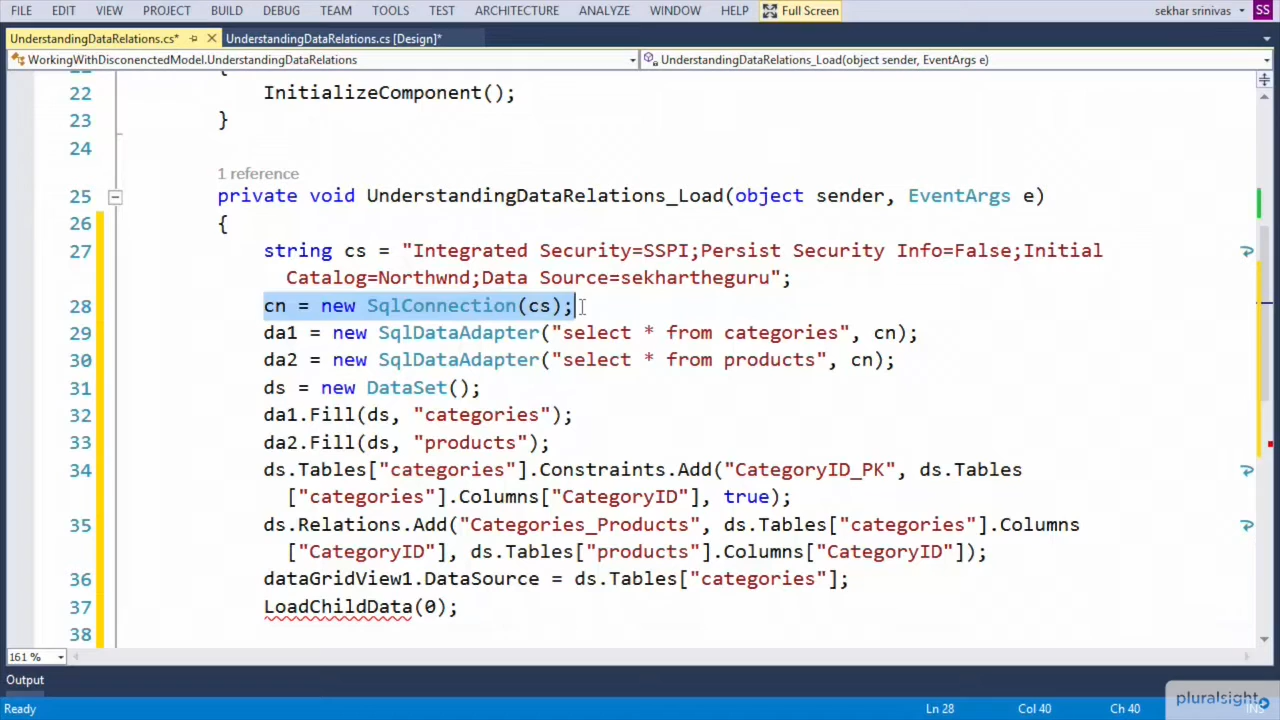 FILE EDIT VIEW PROJECT BUILD DEBUG TEAM TOOLS TEST ARCHITECTURE ANALYZE WINDOW HELP Full Screen sekhar srinivas SS
UnderstandingDataRelations.cs* UnderstandingDataRelations.cs [Design]*
WorkingWithDisconenctedModel.UnderstandingDataRelations UnderstandingDataRelations_Load(object sender, EventArgs e)
22 InitializeComponent();
23 }
24
1 reference
25 private void UnderstandingDataRelations_Load(object sender, EventArgs e)
26 {
27 string cs = "Integrated Security=SSPI;Persist Security Info=False;Initial
Catalog=Northwnd;Data Source=sekhartheguru";
28 cn = new SqlConnection(cs);
29 da1 = new SqlDataAdapter("select * from categories", cn);
30 da2 = new SqlDataAdapter("select * from products", cn);
31 ds = new DataSet();
32 da1.Fill(ds, "categories");
33 da2.Fill(ds, "products");
34 ds.Tables["categories"].Constraints.Add("CategoryID_PK", ds.Tables
["categories"].Columns["CategoryID"], true);
35 ds.Relations.Add("Categories_Products", ds.Tables["categories"].Columns
["CategoryID"], ds.Tables["products"].Columns["CategoryID"]);
36 dataGridView1.DataSource = ds.Tables["categories"];
37 LoadChildData(0);
38
161 %
Output
pluralsight
Ready Ln 28 Col 40 Ch 40 INS